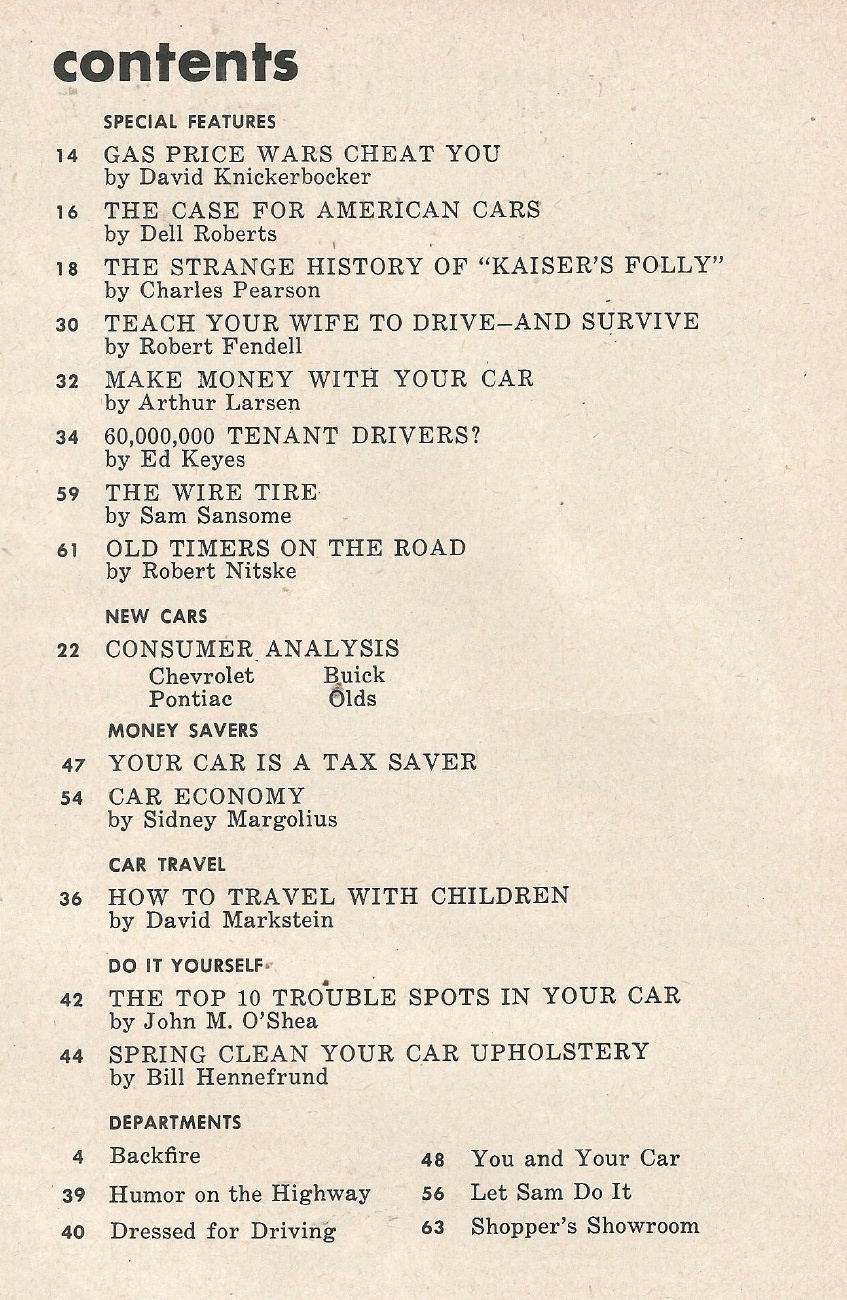 contents
SPECIAL FEATURES
14 GAS PRICE WARS CHEAT YOU
by David Knickerbocker
16 THE CASE FOR AMERICAN CARS
by Dell Roberts
18 THE STRANGE HISTORY OF “KAISER’S FOLLY”
by Charles Pearson
30 TEACH YOUR WIFE TO DRIVE—AND SURVIVE
by Robert Fendell
32 MAKE MONEY WITH YOUR CAR
by Arthur Larsen
34 60,000,000 TENANT DRIVERS?
by Ed Keyes
59 THE WIRE TIRE
by Sam Sansome
61 OLD TIMERS ON THE ROAD
by Robert Nitske
NEW CARS
22 CONSUMER ANALYSIS
Chevrolet Buick
Pontiac Olds
MONEY SAVERS
47 YOUR CAR IS A TAX SAVER
54 CAR ECONOMY
by Sidney Margolius
CAR TRAVEL
36 HOW TO TRAVEL WITH CHILDREN
by David Markstein
DO IT YOURSELF
42 THE TOP 10 TROUBLE SPOTS IN YOUR CAR
by John M. O’Shea
44 SPRING CLEAN YOUR CAR UPHOLSTERY
by Bill Hennefrund
DEPARTMENTS
4 Backfire
39 Humor on the Highway
40 Dressed for Driving
48 You and Your Car
56 Let Sam Do It
63 Shopper’s Showroom